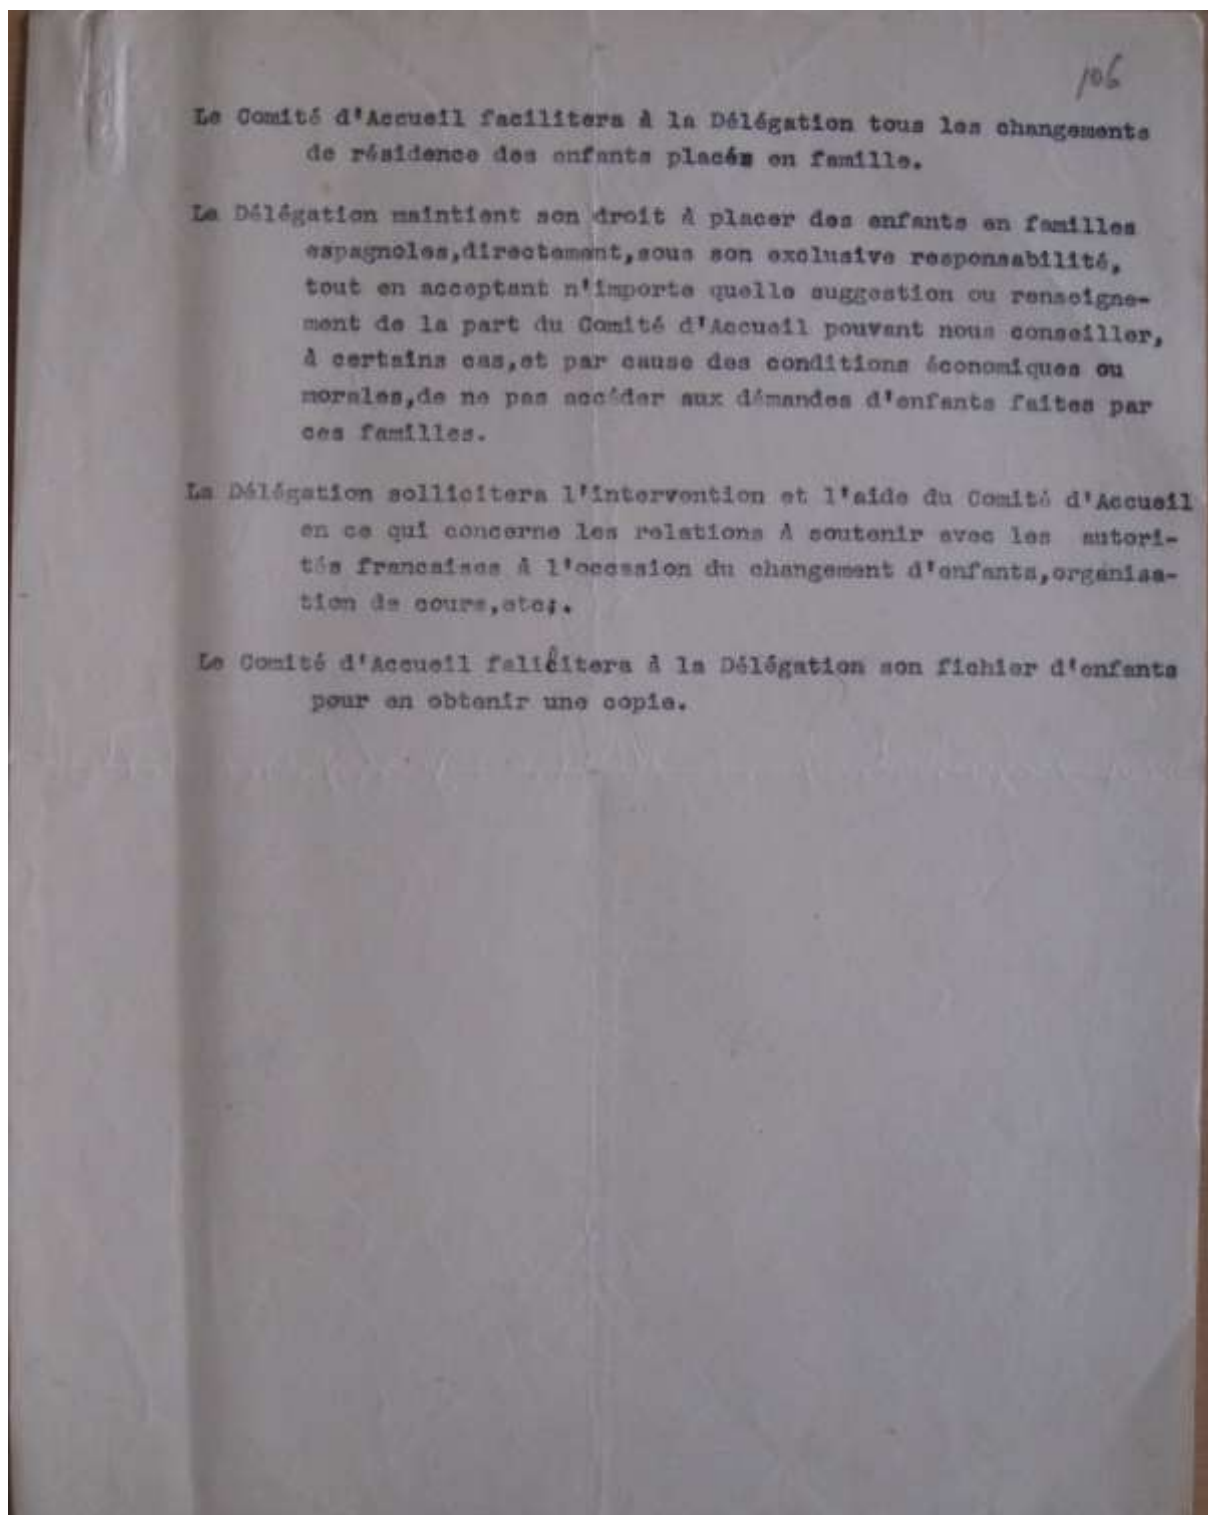 106
Le Comité d'Accueil facilitera à la Délégation tous les changements
de résidence des enfants placés en famille.
La Délégation maintient son droit à placer des enfants en familles
espagnoles,directement,sous son exclusive responsabilité,
tout en acceptant n'importe quelle suggestion ou renseigne-
ment de la part du Comité d'Accueil pouvant nous conseiller,
à certains cas,et par cause des conditions économiques ou
morales,de ne pas accéder aux démandes d'enfants faites par
ces familles.
La Délégation sollicitera l'intervention et l'aide du Comité d'Accueil
en ce qui concerne les relations à soutenir avec les autori-
tés francaises à l'occasion du changement d'enfants,organisa-
tion de cours,etc;.
Le Comité d'Accueil falicitera à la Délégation son fichier d'enfants
pour en obtenir une copie.